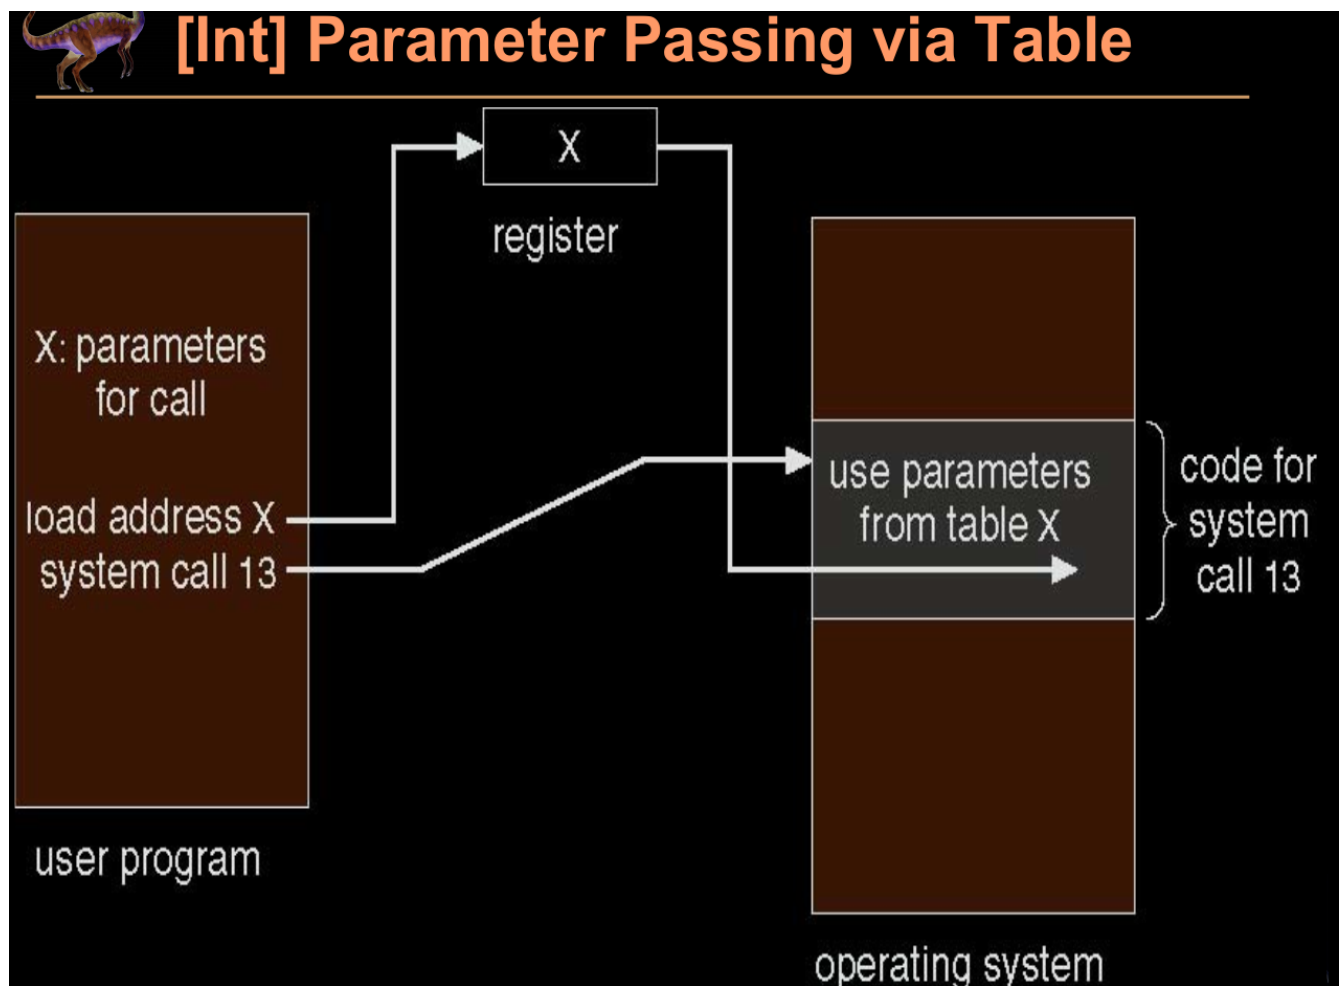 [Int] Parameter Passing via Table
X
register
X: parameters
for call
load address X
system call 13
use parameters
from table X
code for
system
call 13
user program
operating system